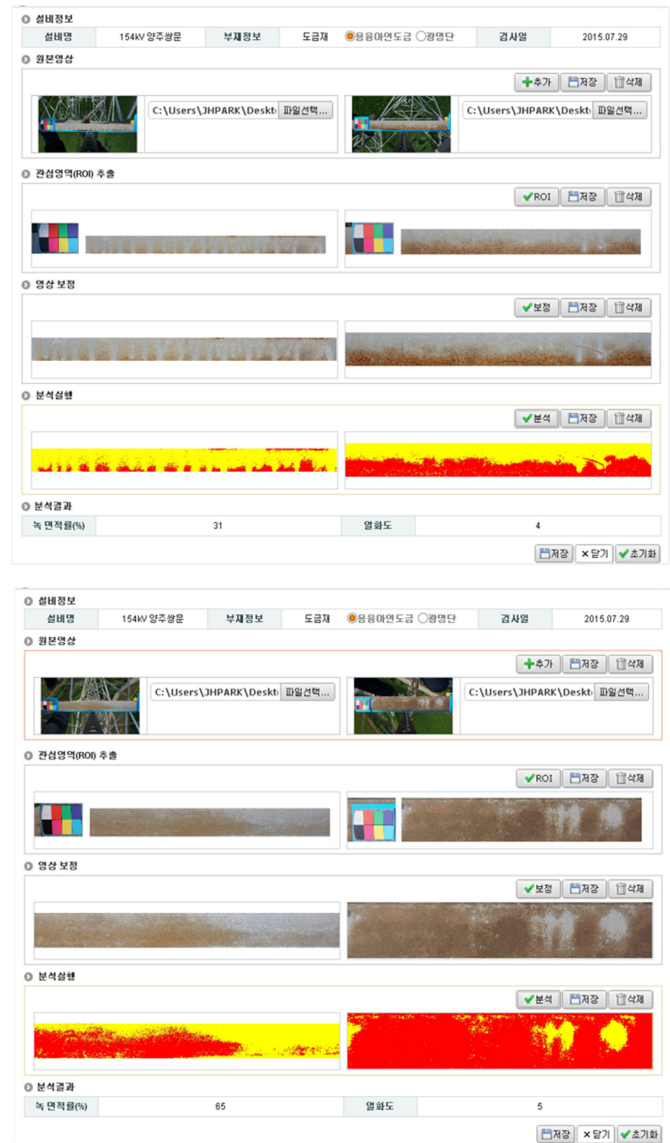 설비정보
설비명 154kV 양주쌍문 부재정보 도금재 용융아연도금 광명단 검사일 2015.07.29
원본영상
추가 저장 삭제
C:\Users\JHPARK\Deskt 파일선택... C:\Users\JHPARK\Deskt 파일선택...
관심영역(ROI) 추출
ROI 저장 삭제
영상 보정
보정 저장 삭제
분석실행
분석 저장 삭제
분석결과
녹 면적률(%) 31 열화도 4
저장 닫기 초기화
설비정보
설비명 154kV 양주쌍문 부재정보 도금재 용융아연도금 광명단 검사일 2015.07.29
원본영상
추가 저장 삭제
C:\Users\JHPARK\Deskt 파일선택... C:\Users\JHPARK\Deskt 파일선택...
관심영역(ROI) 추출
ROI 저장 삭제
영상 보정
보정 저장 삭제
분석실행
분석 저장 삭제
분석결과
녹 면적률(%) 65 열화도 5
저장 닫기 초기화